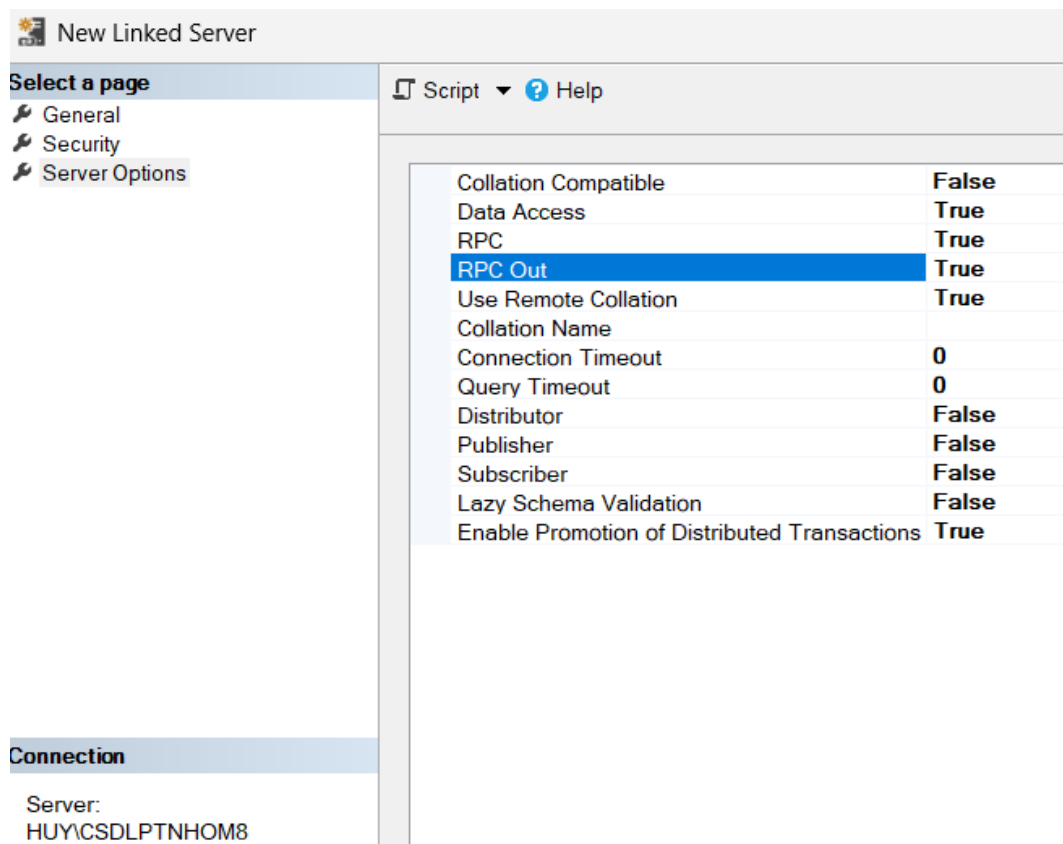 New Linked Server
Select a page
General
Security
Server Options
Script
Help
Collation Compatible False
Data Access True
RPC True
RPC Out True
Use Remote Collation True
Collation Name
Connection Timeout 0
Query Timeout 0
Distributor False
Publisher False
Subscriber False
Lazy Schema Validation False
Enable Promotion of Distributed Transactions True
Connection
Server:
HUY\CSDLPTNHOM8